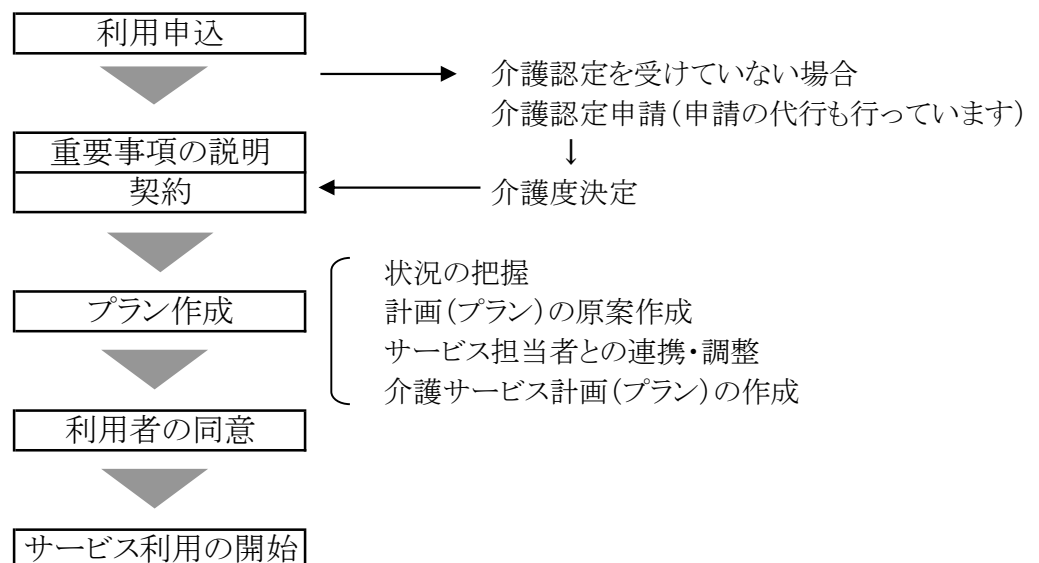 利用申込
介護認定を受けていない場合
介護認定申請(申請の代行も行っています)
↓
重要事項の説明
契約
介護度決定
状況の把握
プラン作成
計画(プラン)の原案作成
サービス担当者との連携・調整
介護サービス計画(プラン)の作成
利用者の同意
サービス利用の開始